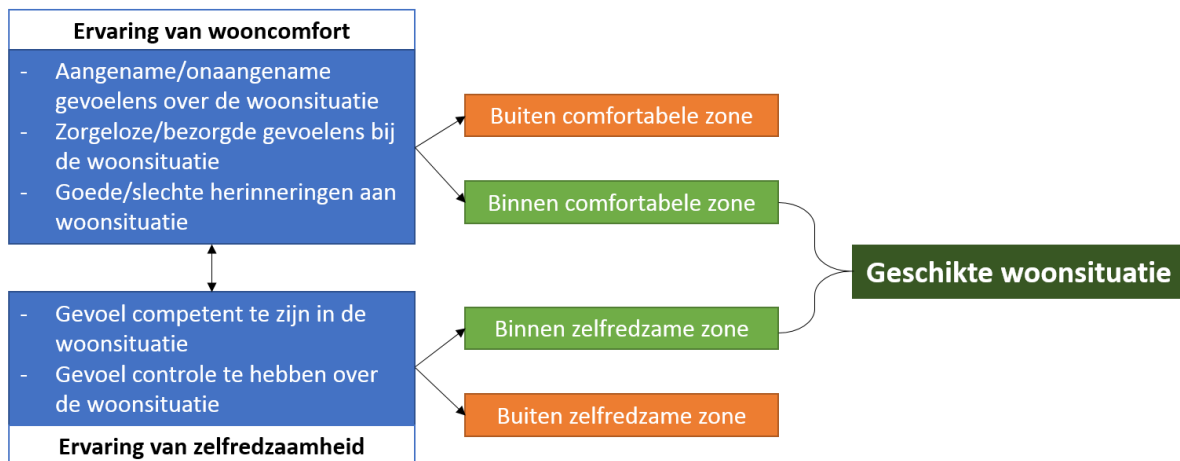 Ervaring van wooncomfort
- Aangename/onaangename
gevoelens over de woonsituatie
- Zorgeloze/bezorgde gevoelens bij
de woonsituatie
- Goede/slechte herinneringen aan
woonsituatie
Buiten comfortabele zone
Binnen comfortabele zone
Geschikte woonsituatie
- Gevoel competent te zijn in de
woonsituatie
- Gevoel controle te hebben over
de woonsituatie
Ervaring van zelfredzaamheid
Binnen zelfredzame zone
Buiten zelfredzame zone